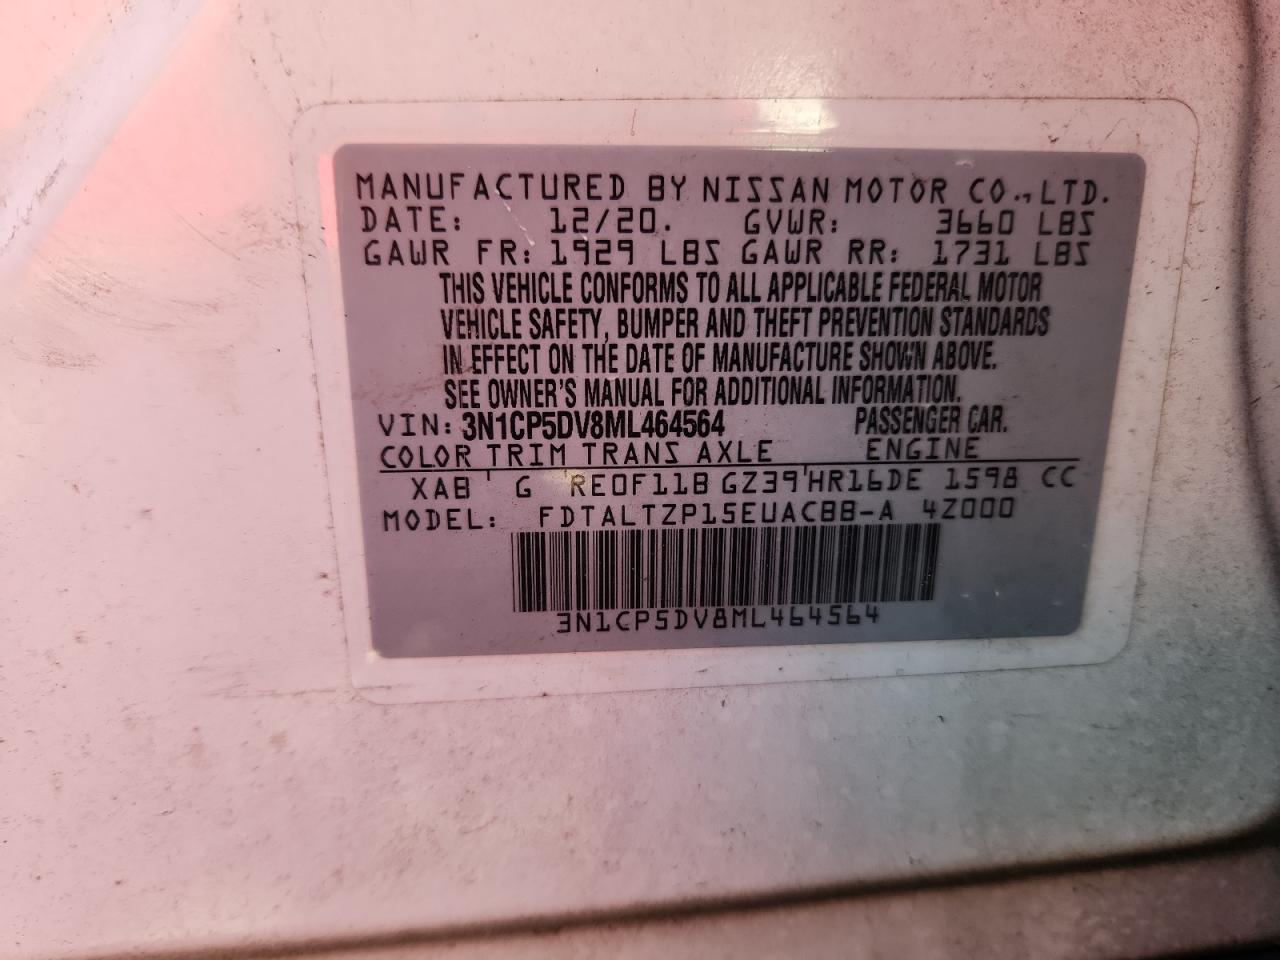 MANUFACTURED BY NISSAN MOTOR CO., LTD.
DATE: 12/20. GVWR: 3660 LBS
GAWR FR: 1929 LBS GAWR RR: 1731 LBS
THIS VEHICLE CONFORMS TO ALL APPLICABLE FEDERAL MOTOR
VEHICLE SAFETY, BUMPER AND THEFT PREVENTION STANDARDS
IN EFFECT ON THE DATE OF MANUFACTURE SHOWN ABOVE.
SEE OWNER'S MANUAL FOR ADDITIONAL INFORMATION.
VIN: 3N1CP5DV8ML464564 PASSENGER CAR.
COLOR TRIM TRANS AXLE ENGINE
XAB ' G RE0F11B GZ39 ' HR16DE 1598 CC
MODEL: FDTALTZP15EUACBB-A 4Z000
3N1CP5DV8ML464564